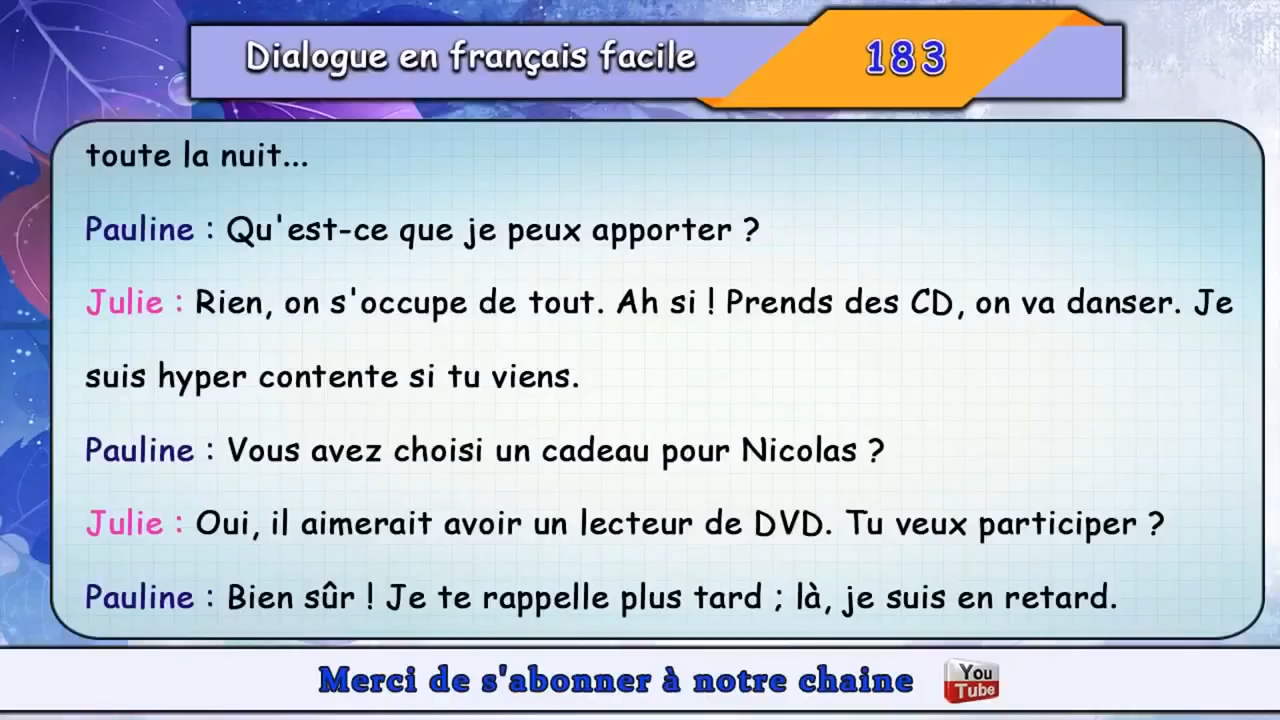 Dialogue en français facile
183
toute la nuit...
Pauline : Qu'est-ce que je peux apporter ?
Julie : Rien, on s'occupe de tout. Ah si ! Prends des CD, on va danser. Je
suis hyper contente si tu viens.
Pauline : Vous avez choisi un cadeau pour Nicolas ?
Julie : Oui, il aimerait avoir un lecteur de DVD. Tu veux participer ?
Pauline : Bien sûr ! Je te rappelle plus tard ; là, je suis en retard.
Merci de s'abonner à notre chaine
You
Tube